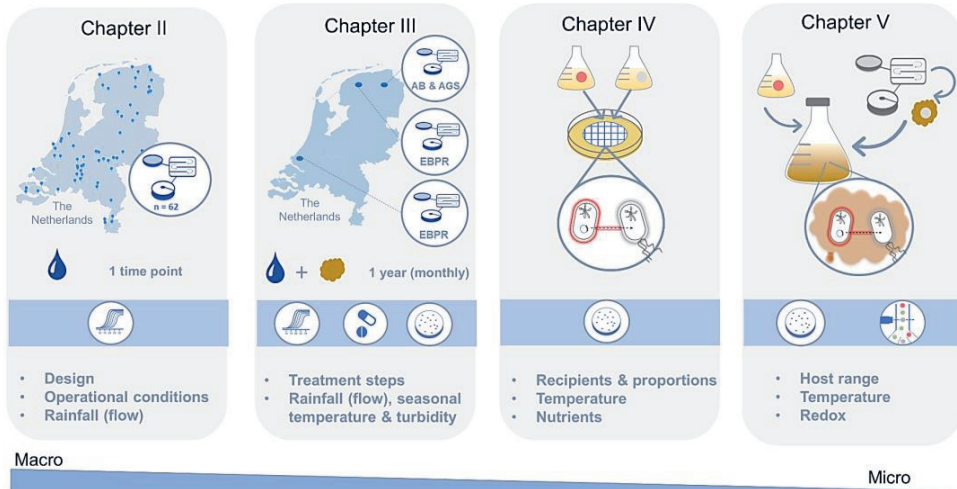 Chapter II
The
Netherlands
n = 62
1 time point
• Design
• Operational conditions
• Rainfall (flow)
Chapter III
AB & AGS
EBPR
The
Netherlands
EBPR
+
1 year (monthly)
• Treatment steps
• Rainfall (flow), seasonal
temperature & turbidity
Chapter IV
• Recipients & proportions
• Temperature
• Nutrients
Chapter V
• Host range
• Temperature
• Redox
Macro
Micro